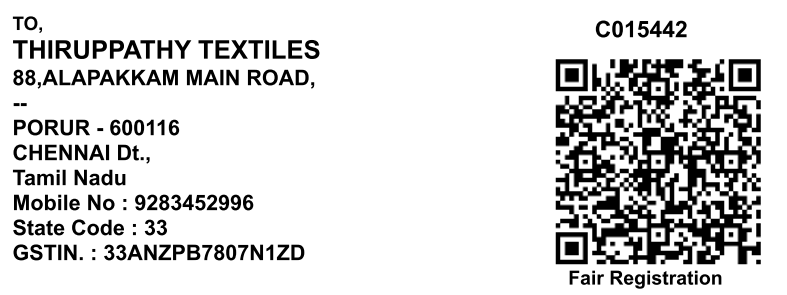 TO,
THIRUPPATHY TEXTILES
88,ALAPAKKAM MAIN ROAD,
--
PORUR - 600116
CHENNAI Dt.,
Tamil Nadu
Mobile No : 9283452996
State Code : 33
GSTIN. : 33ANZPB7807N1ZD
C015442
Fair Registration